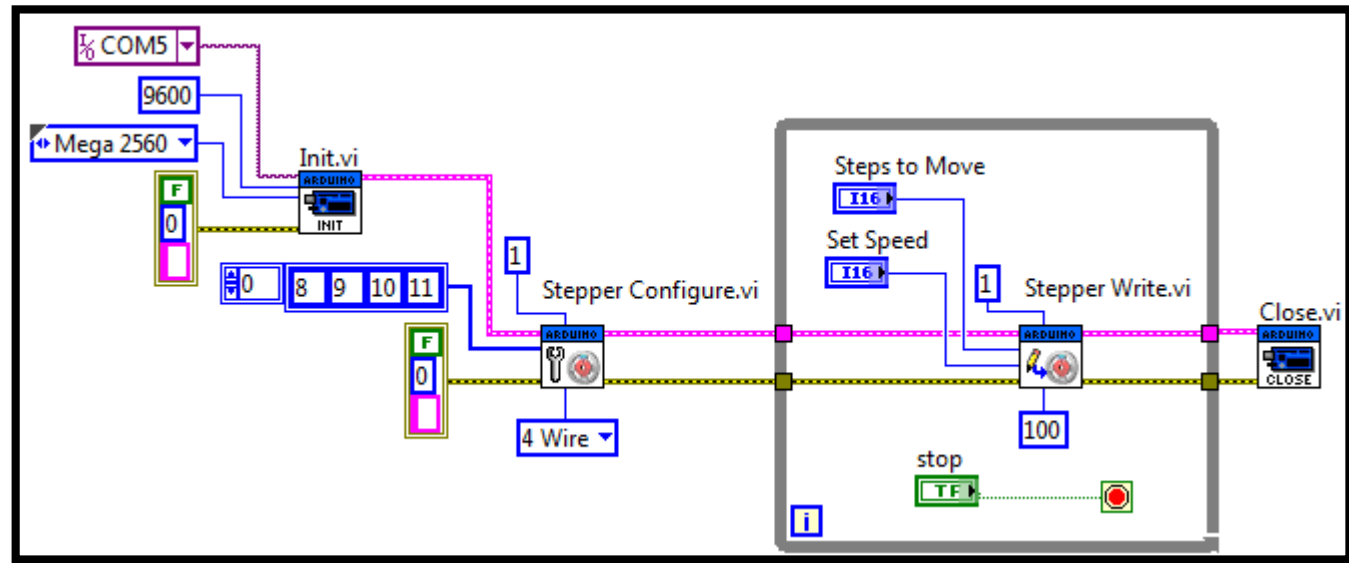 COM5
9600
Mega 2560
Init.vi
ARDUINO
INIT
F
0
1
0
8 9 10 11
Stepper Configure.vi
ARDUINO
F
0
4 Wire
Steps to Move
I16
Set Speed
I16
1
Stepper Write.vi
ARDUINO
100
stop
TF
i
Close.vi
ARDUINO
CLOSE